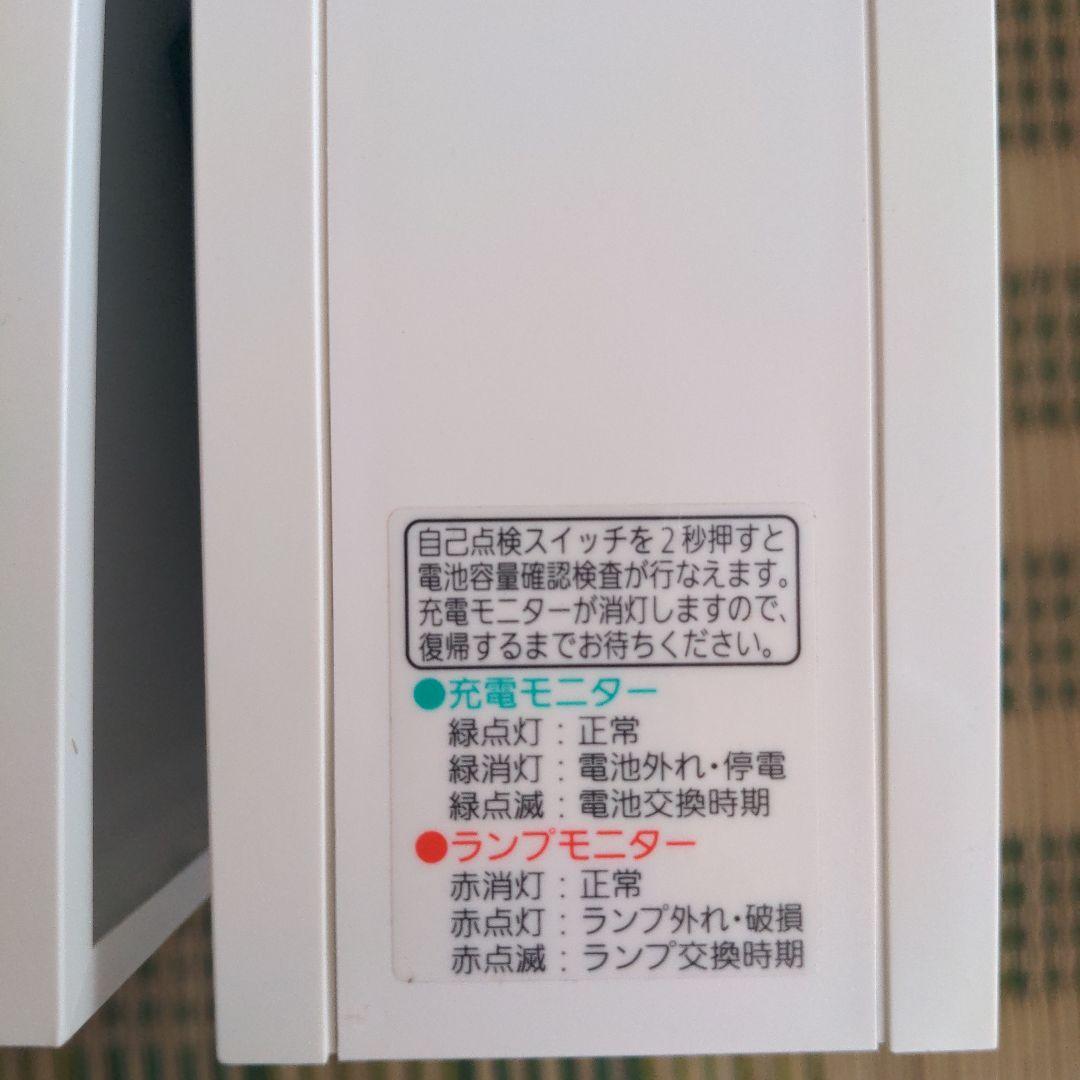 自己点検スイッチを2秒押すと
電池容量確認検査が行なえます。
充電モニターが消灯しますので、
復帰するまでお待ちください。
●充電モニター
緑点灯：正常
緑消灯：電池外れ・停電
緑点滅：電池交換時期
●ランプモニター
赤消灯：正常
赤点灯：ランプ外れ・破損
赤点滅：ランプ交換時期